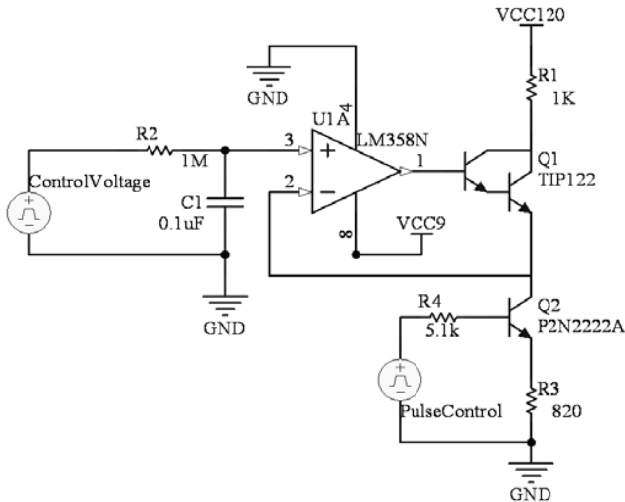 VCC120
R1
1K
GND
U1A
4
LM358N
R2
1M
3
1
Q1
TIP122
ControlVoltage
2
C1
0.1uF
8
VCC9
GND
R4
5.1k
Q2
P2N2222A
PulseControl
R3
820
GND